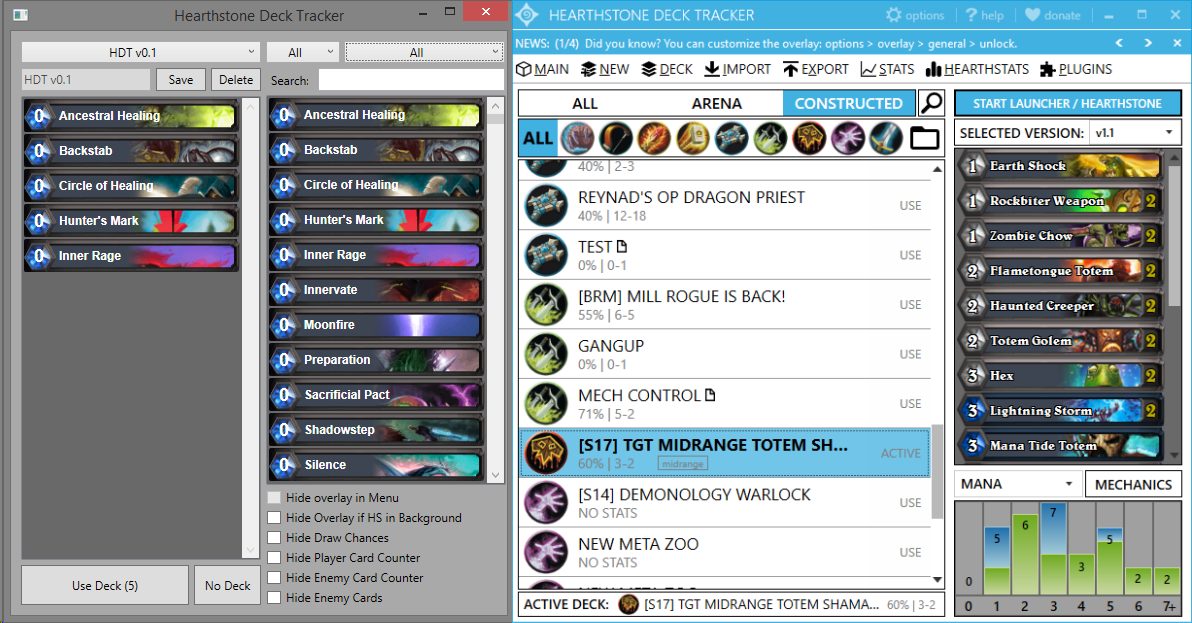 Hearthstone Deck Tracker
HDT v0.1
All
All
HDT v0.1
Save
Delete
Search:
0 Ancestral Healing
0 Backstab
0 Circle of Healing
0 Hunter's Mark
0 Inner Rage
0 Ancestral Healing
0 Backstab
0 Circle of Healing
0 Hunter's Mark
0 Inner Rage
0 Innervate
0 Moonfire
0 Preparation
0 Sacrificial Pact
0 Shadowstep
0 Silence
Hide overlay in Menu
Hide Overlay if HS in Background
Hide Draw Chances
Hide Player Card Counter
Hide Enemy Card Counter
Hide Enemy Cards
Use Deck (5)
No Deck
HEARTHSTONE DECK TRACKER
options
? help
donate
NEWS: (1/4) Did you know? You can customize the overlay: options > overlay > general > unlock.
< > ×
MAIN NEW DECK IMPORT EXPORT STATS HEARTHSTATS PLUGINS
ALL ARENA CONSTRUCTED
ALL
40% | 2-3
REYNAD'S OP DRAGON PRIEST
40% | 12-18
USE
TEST
0% | 0-1
USE
[BRM] MILL ROGUE IS BACK!
55% | 6-5
USE
GANGUP
0% | 0-1
USE
MECH CONTROL
71% | 5-2
USE
[S17] TGT MIDRANGE TOTEM SH...
60% | 3-2 midrange
ACTIVE
[S14] DEMONOLOGY WARLOCK
NO STATS
USE
NEW META ZOO
NO STATS
USE
ACTIVE DECK: [S17] TGT MIDRANGE TOTEM SHAMA... 60% | 3-2
START LAUNCHER / HEARTHSTONE
SELECTED VERSION: v1.1
1 Earth Shock
1 Rockbiter Weapon 2
1 Zombie Chow 2
2 Flametongue Totem 2
2 Haunted Creeper 2
2 Totem Golem 2
3 Hex 2
3 Lightning Storm 2
3 Mana Tide Totem
MANA
MECHANICS
0 5 6 7 3 5 2 2
0 1 2 3 4 5 6 7+